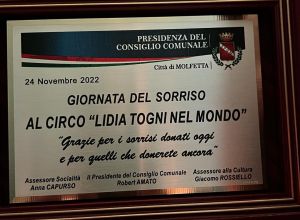 PRESIDENZA DEL
CONSIGLIO COMUNALE
Città di MOLFETTA
24 Novembre 2022
GIORNATA DEL SORRISO
AL CIRCO "LIDIA TOGNI NEL MONDO"
"Grazie per i sorrisi donati oggi
e per quelli che donerete ancora"
Assessore Socialità Il Presidente del Consiglio Comunale Assessore alla Cultura
Anna CAPURSO Robert AMATO Giacomo ROSSIELLO